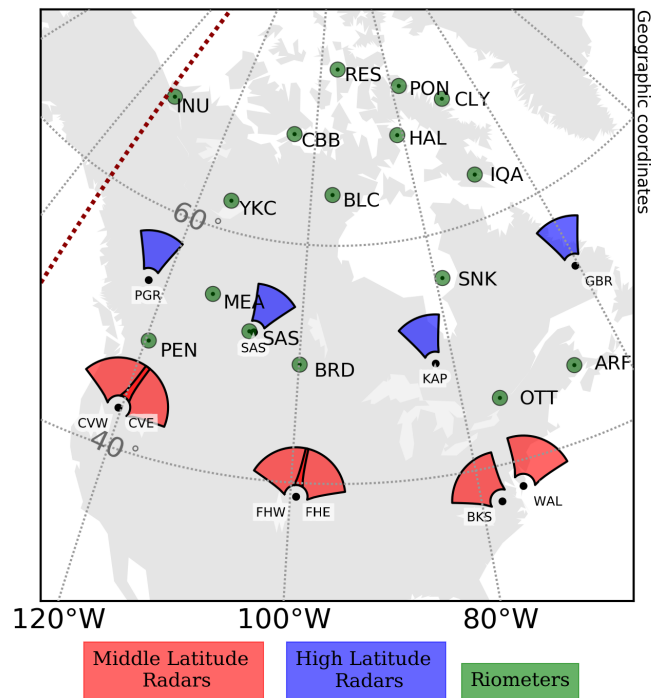 Geographic coordinates
RES
PON
CLY
INU
CBB
HAL
IQA
YKC
BLC
60 °
PGR
GBR
SNK
MEA
SAS
SAS
PEN
BRD
KAP
ARF
OTT
CVW
CVE
40 °
FHW
FHE
BKS
WAL
120°W
100°W
80°W
Middle Latitude
Radars
High Latitude
Radars
Riometers